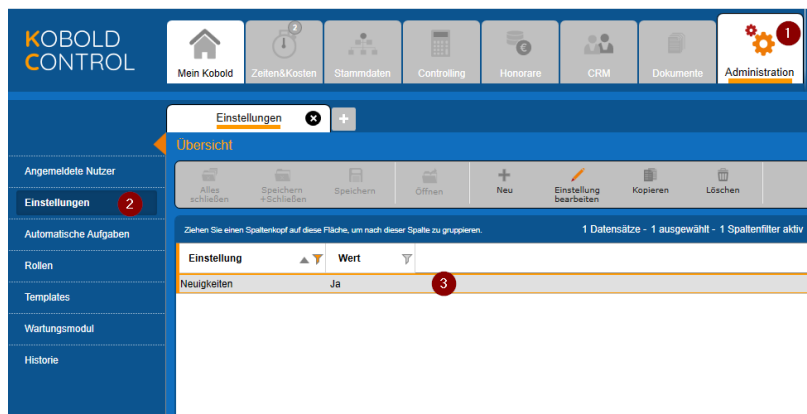 KOBOLD
CONTROL
Mein Kobold
2
Zeiten&Kosten
Stammdaten
Controlling
Honorare
CRM
Dokumente
1
Administration
Einstellungen
Übersicht
Angemeldete Nutzer
Einstellungen 2
Automatische Aufgaben
Rollen
Templates
Wartungsmodul
Historie
Alles
schließen
Speichern
+Schließen
Speichern
Öffnen
Neu
Einstellung
bearbeiten
Kopieren
Löschen
Ziehen Sie einen Spaltenkopf auf diese Fläche, um nach dieser Spalte zu gruppieren.
1 Datensätze - 1 ausgewählt - 1 Spaltenfilter aktiv
Einstellung Wert
Neuigkeiten Ja 3